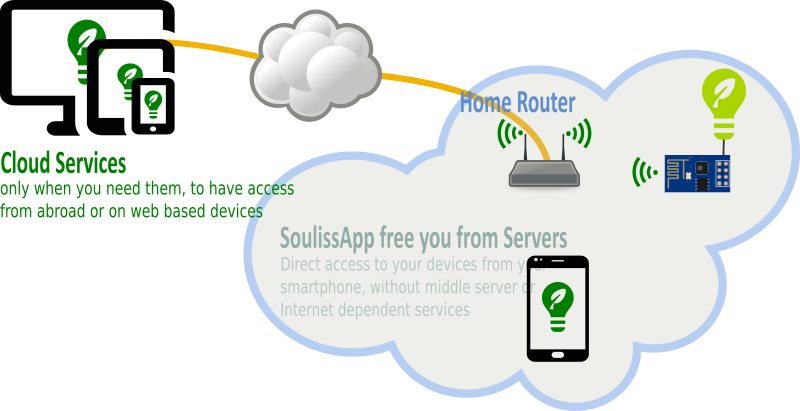 Home Router
Cloud Services
only when you need them, to have access
from abroad or on web based devices
SoulissApp free you from Servers
Direct access to your devices from your
smartphone, without middle server or
Internet dependent services